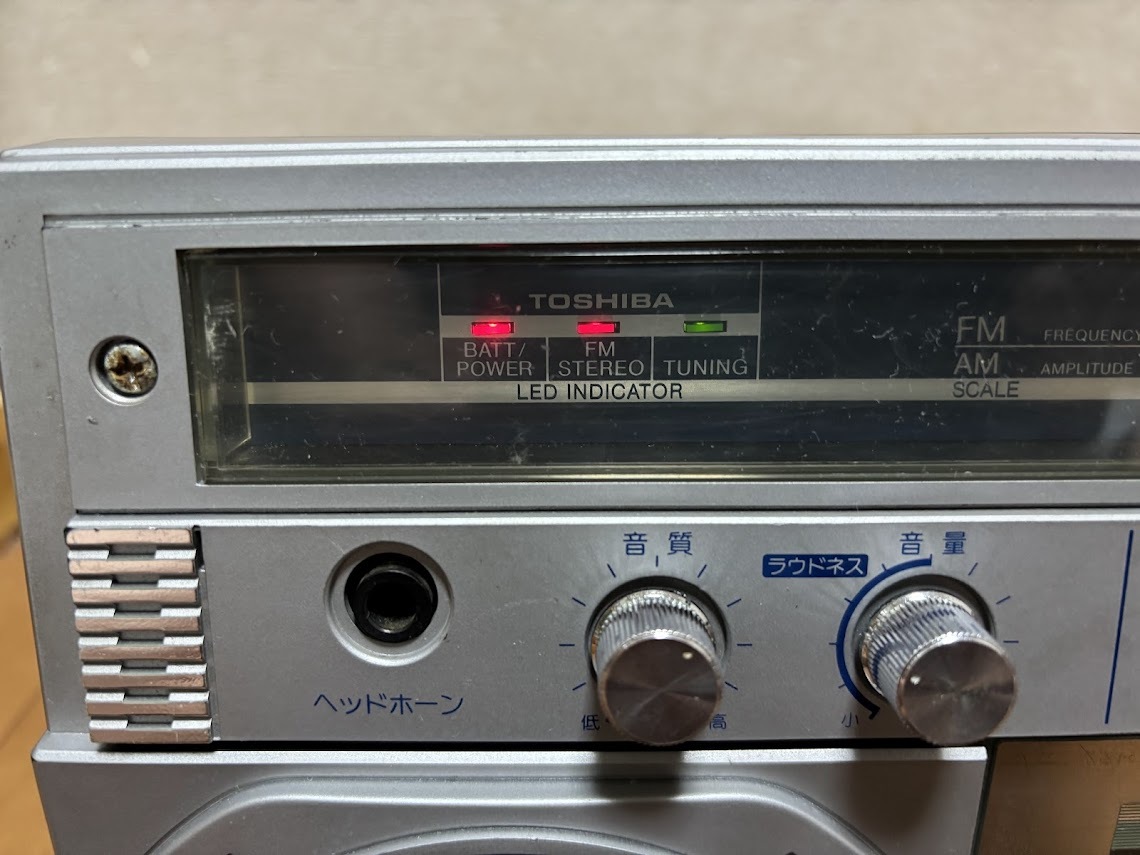 TOSHIBA
BATT/
POWER
FM
STEREO
TUNING
LED INDICATOR
FM FREQUENCY
AM AMPLITUDE
SCALE
音質
ラウドネス
音量
ヘッドホーン
低 高
小